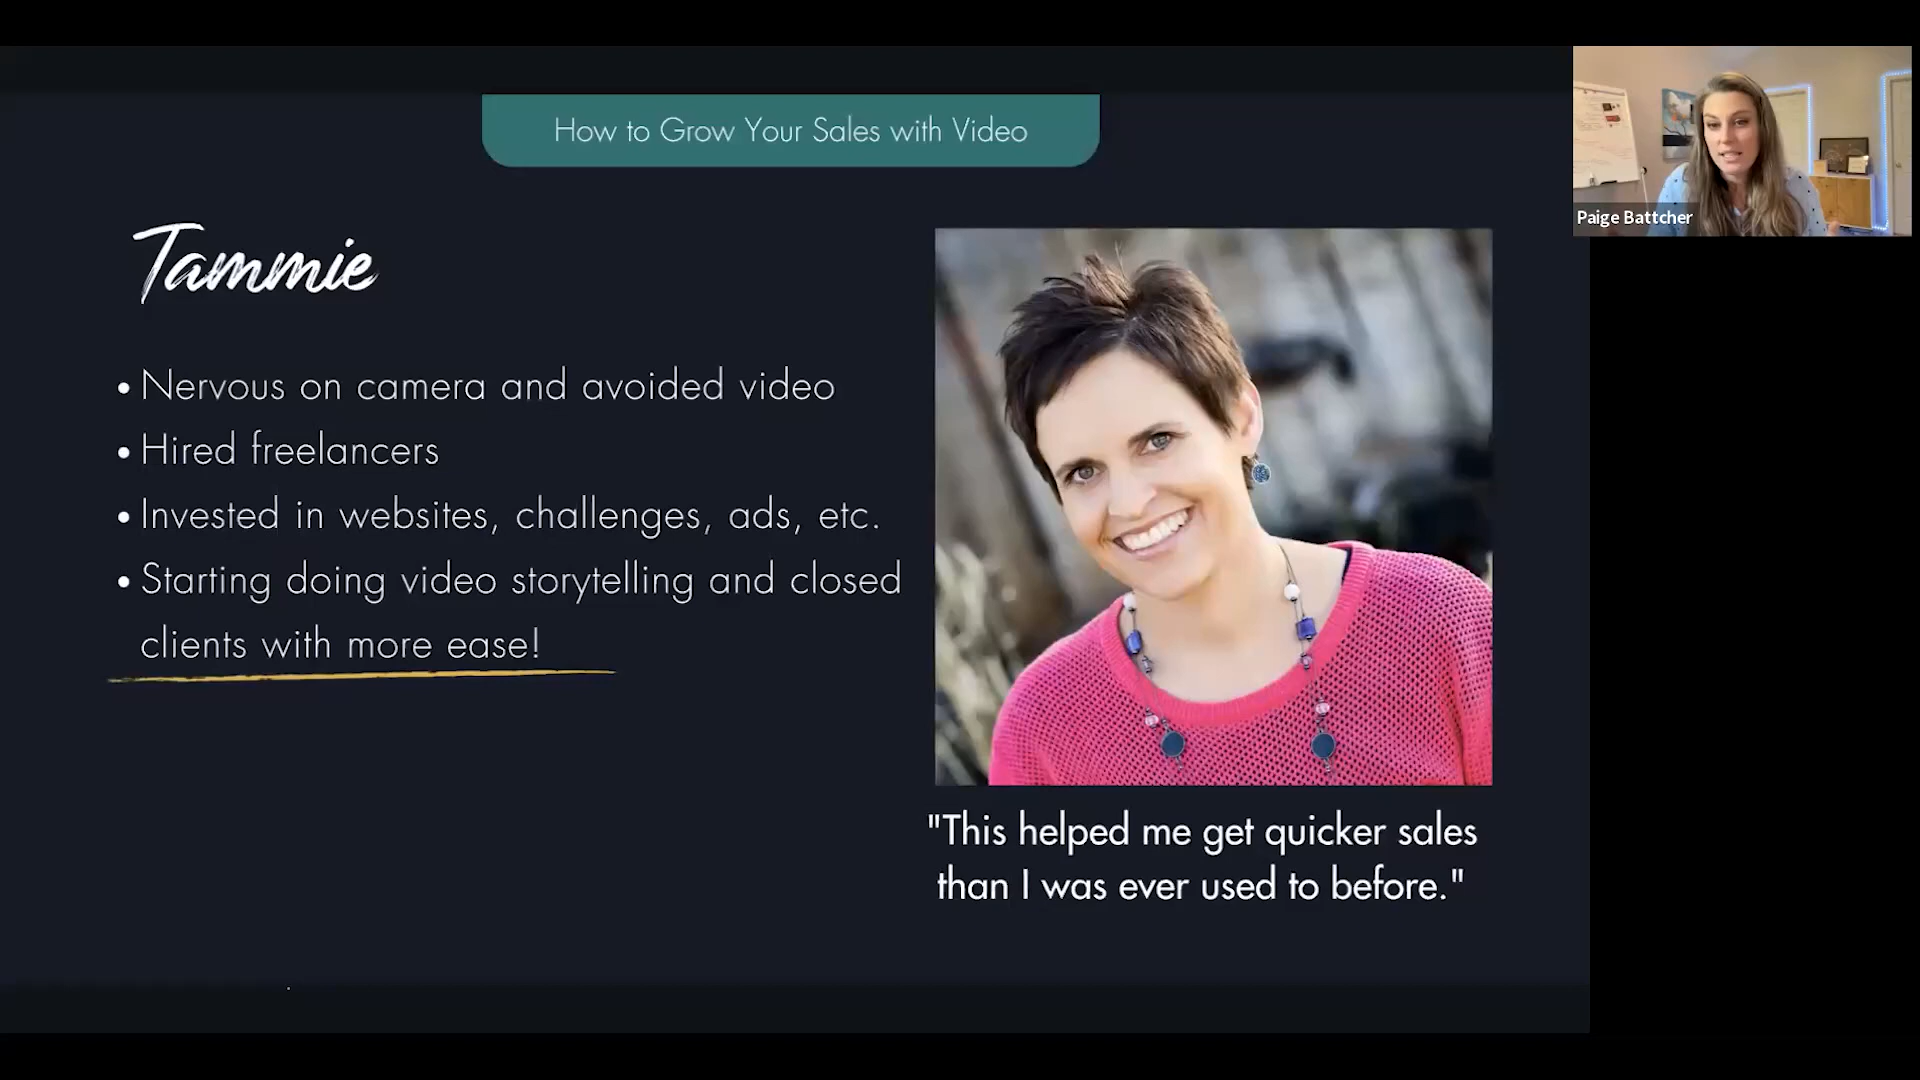 How to Grow Your Sales with Video
Paige Battcher
Tammie
• Nervous on camera and avoided video
• Hired freelancers
• Invested in websites, challenges, ads, etc.
• Starting doing video storytelling and closed
clients with more ease!
"This helped me get quicker sales
than I was ever used to before."